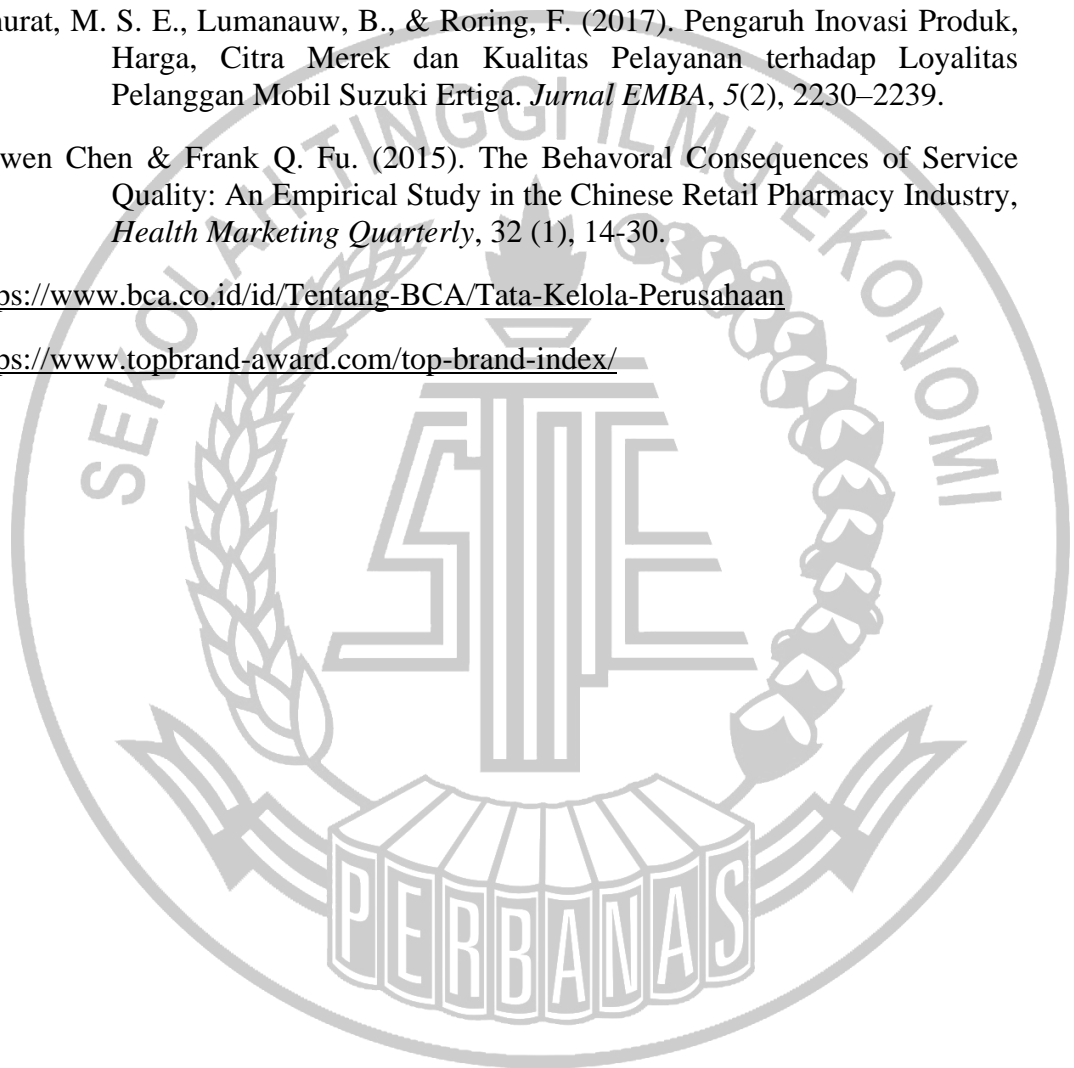 urat, M. S. E., Lumanauw, B., & Roring, F. (2017). Pengaruh Inovasi Produk,
Harga, Citra Merek dan Kualitas Pelayanan terhadap Loyalitas
Pelanggan Mobil Suzuki Ertiga. Jurnal EMBA, 5(2), 2230–2239.
wen Chen & Frank Q. Fu. (2015). The Behavoral Consequences of Service
Quality: An Empirical Study in the Chinese Retail Pharmacy Industry,
Health Marketing Quarterly, 32 (1), 14-30.
ps://www.bca.co.id/id/Tentang-BCA/Tata-Kelola-Perusahaan
ps://www.topbrand-award.com/top-brand-index/
SEKOLAH TINGGI ILMU EKONOMI
PERBANAS